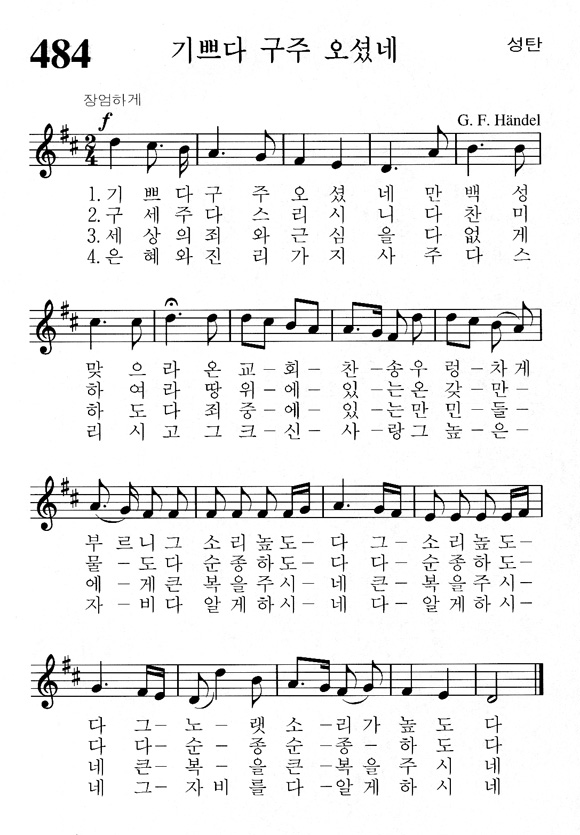 484 기쁘다 구주 오셨네 성탄
장엄하게
f G. F. Händel
2/4
1. 기 쁘 다 구 주 오 셨 네 만 백 성
2. 구 세 주 다 스 리 시 니 다 찬 미
3. 세 상 의 죄 와 근 심 을 다 없 게
4. 은 혜 와 진 리 가 지 사 주 다 스
맞 으 라 온 교 – 회 – 찬 – 송 우 렁 – 차 게
하 여 라 땅 위 – 에 – 있 – 는 온 갖 – 만 –
하 도 다 죄 중 – 에 – 있 – 는 만 민 – 들 –
리 시 고 그 크 – 신 – 사 – 랑 그 높 – 은 –
부 르 니 그 소 리 높 도 – 다 그 – 소 리 높 도 –
물 – 도 다 순 종 하 도 – 다 다 – 순 종 하 도 –
에 – 게 큰 복 을 주 시 – 네 큰 – 복 을 주 시 –
자 – 비 다 알 게 하 시 – 네 다 – 알 게 하 시 –
다 그 – 노 – 랫 소 – 리 가 높 도 다
다 다 – 순 – 종 순 – 종 – 하 도 다
네 큰 – 복 – 을 큰 – 복 을 주 시 네
네 그 – 자 비 를 다 – 알 게 하 시 네